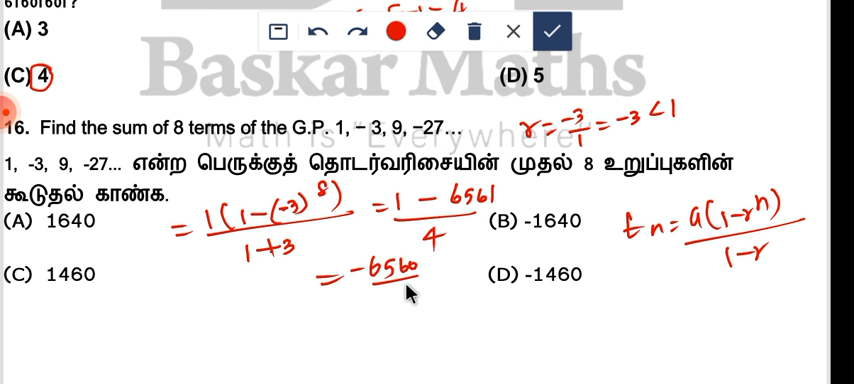 (A) 3
(C) 4
(D) 5
Baskar Maths
Math is "Everywhere"
16. Find the sum of 8 terms of the G.P. 1, − 3, 9, −27...
r = -3/1 = -3 < 1
1, -3, 9, -27... என்ற பெருக்குத் தொடர்வரிசையின் முதல் 8 உறுப்புகளின்
கூடுதல் காண்க.
(A) 1640
(B) -1640
= 1(1-(-3)^8)/1+3 = 1 - 6561/4
tn = a(1-r^n)/1-r
(C) 1460
(D) -1460
= -6560